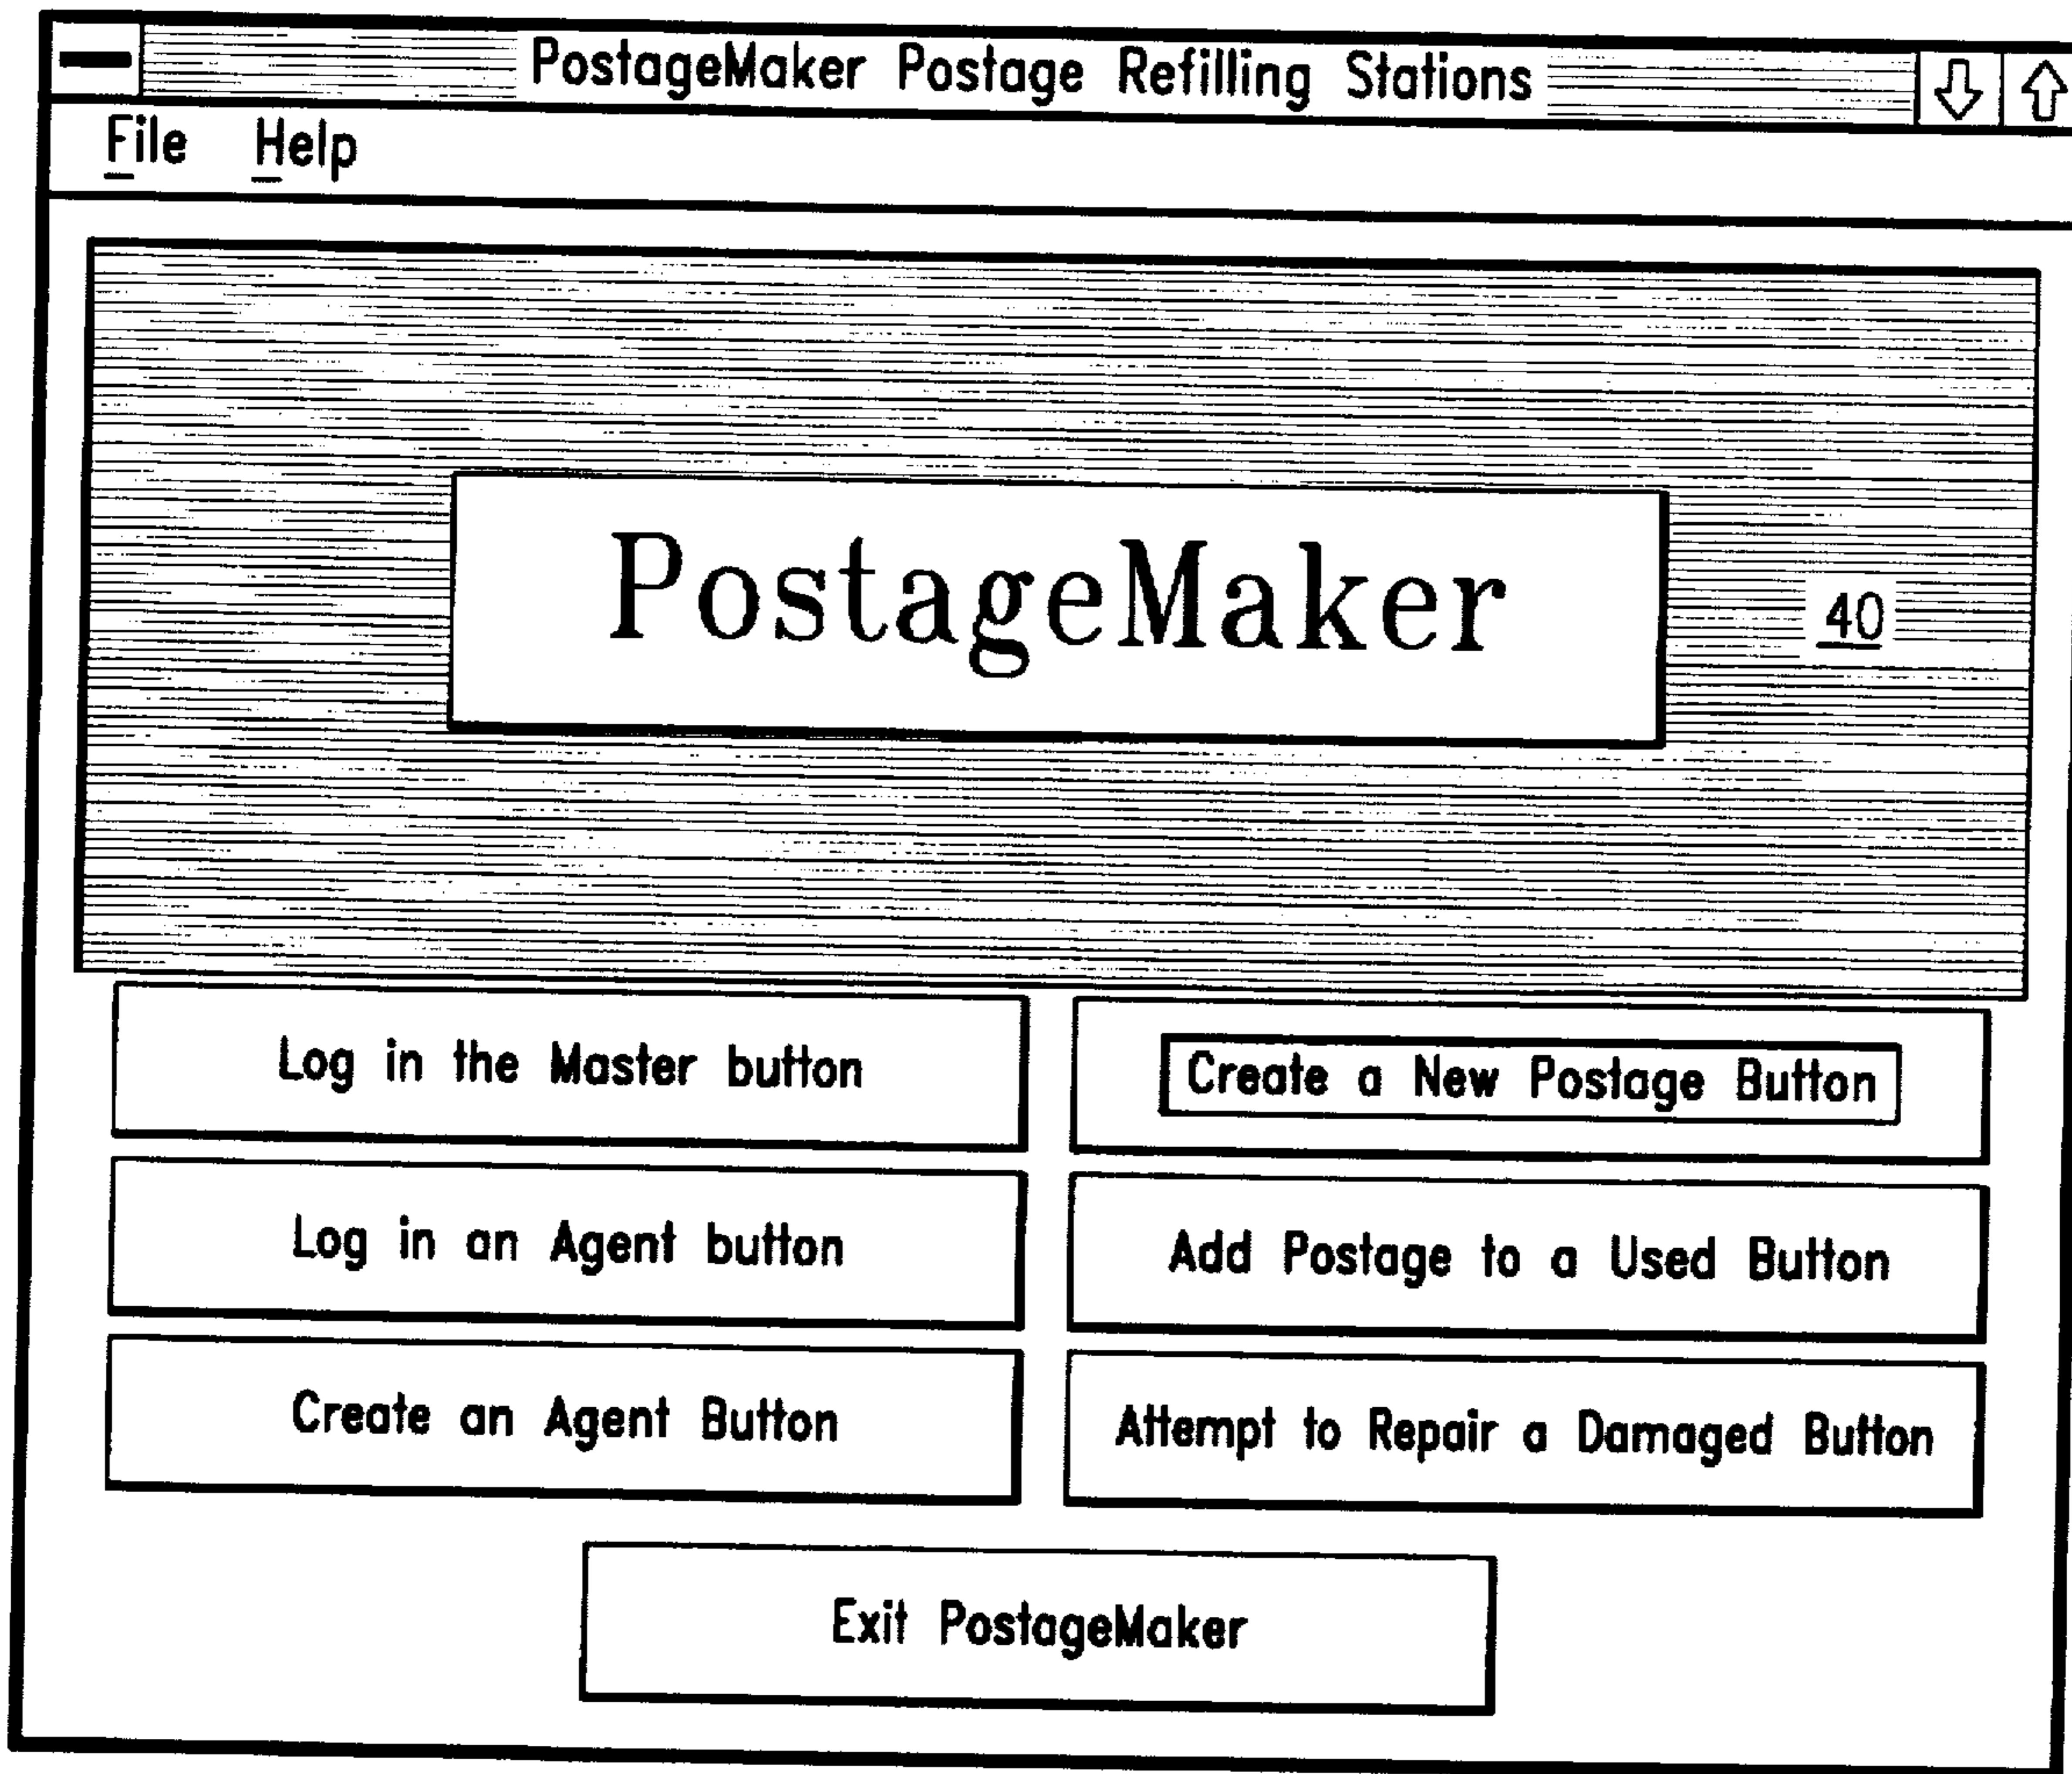 PostageMaker Postage Refilling Stations
File Help
PostageMaker
40
Log in the Master button
Create a New Postage Button
Log in an Agent button
Add Postage to a Used Button
Create an Agent Button
Attempt to Repair a Damaged Button
Exit PostageMaker